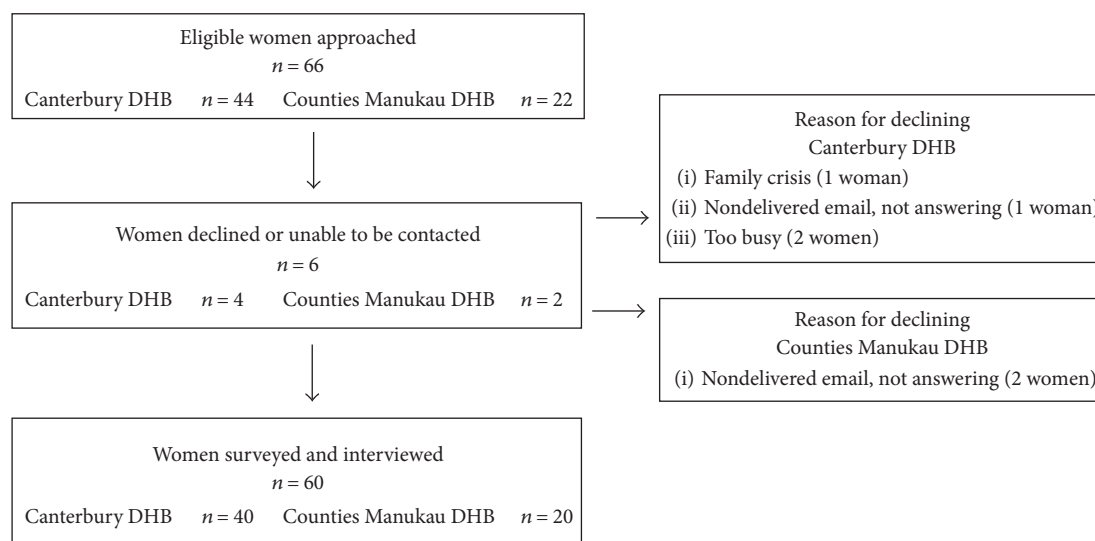 Eligible women approached
n = 66
Canterbury DHB n = 44 Counties Manukau DHB n = 22
Women declined or unable to be contacted
n = 6
Canterbury DHB n = 4 Counties Manukau DHB n = 2
Reason for declining
Canterbury DHB
(i) Family crisis (1 woman)
(ii) Nondelivered email, not answering (1 woman)
(iii) Too busy (2 women)
Reason for declining
Counties Manukau DHB
(i) Nondelivered email, not answering (2 women)
Women surveyed and interviewed
n = 60
Canterbury DHB n = 40 Counties Manukau DHB n = 20